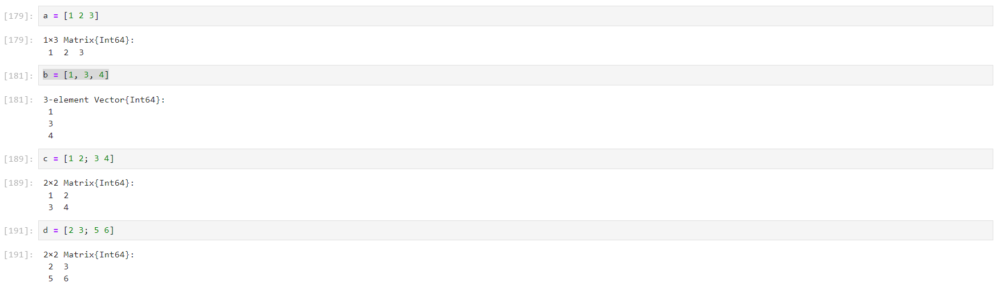 [179]: a = [1 2 3]
[179]: 1×3 Matrix{Int64}:
1 2 3
[181]: b = [1, 3, 4]
[181]: 3-element Vector{Int64}:
1
3
4
[189]: c = [1 2; 3 4]
[189]: 2×2 Matrix{Int64}:
1 2
3 4
[191]: d = [2 3; 5 6]
[191]: 2×2 Matrix{Int64}:
2 3
5 6